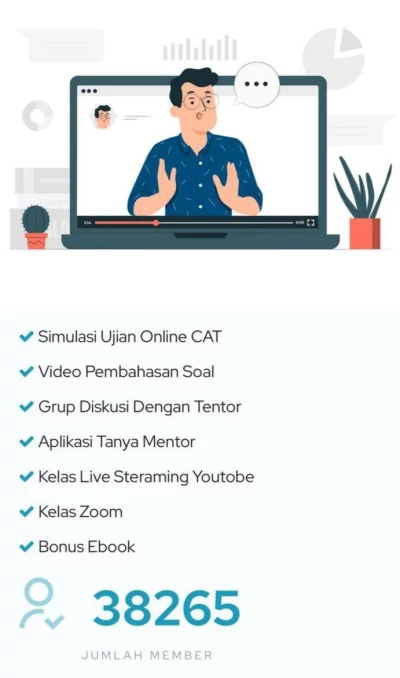 Simulasi Ujian Online CAT
Video Pembahasan Soal
Grup Diskusi Dengan Tentor
Aplikasi Tanya Mentor
Kelas Live Steraming Youtobe
Kelas Zoom
Bonus Ebook
38265
JUMLAH MEMBER